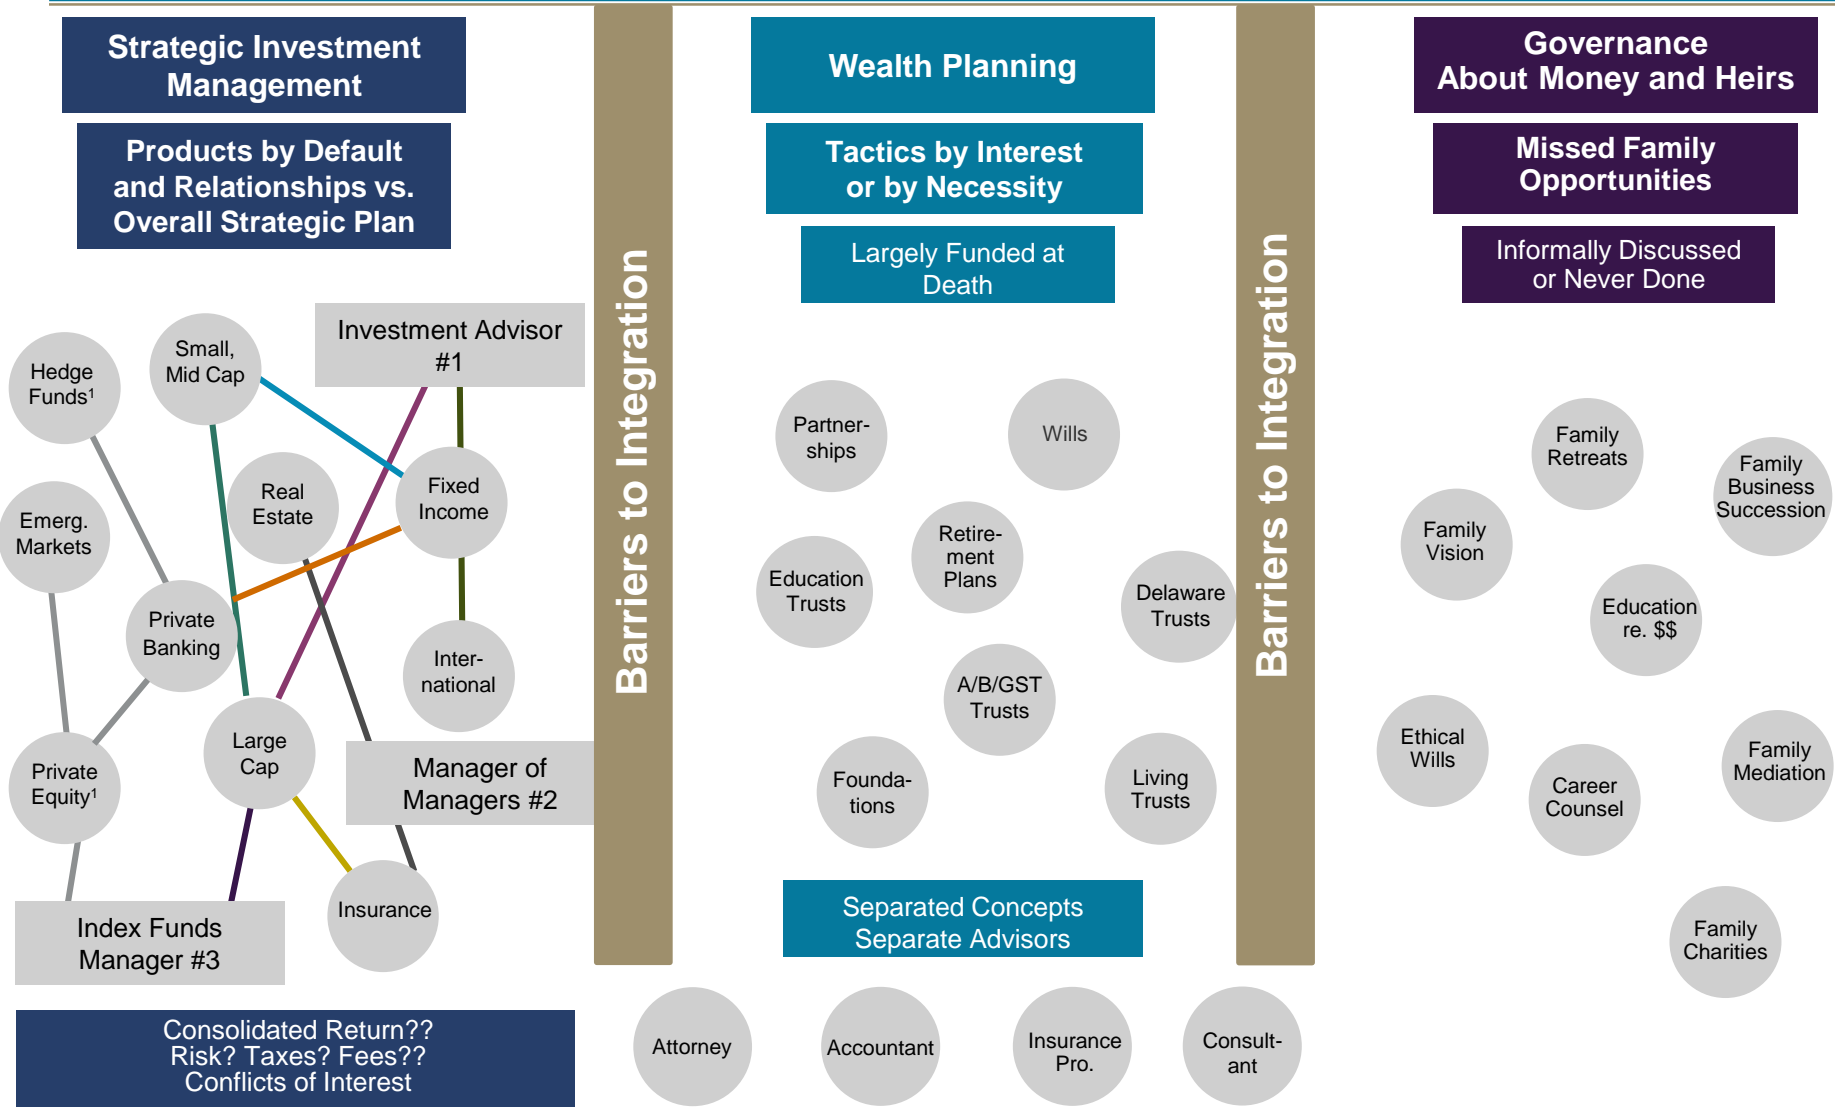 Strategic Investment
Management
Products by Default
and Relationships vs.
Overall Strategic Plan
Investment Advisor
#1
Small,
Mid Cap
Hedge
Funds¹
Real
Estate
Fixed
Income
Emerg.
Markets
Private
Banking
Inter-
national
Large
Cap
Private
Equity¹
Manager of
Managers #2
Insurance
Index Funds
Manager #3
Consolidated Return??
Risk? Taxes? Fees??
Conflicts of Interest
Barriers to Integration
Wealth Planning
Tactics by Interest
or by Necessity
Largely Funded at
Death
Partner-
ships
Wills
Retire-
ment
Plans
Education
Trusts
Delaware
Trusts
A/B/GST
Trusts
Founda-
tions
Living
Trusts
Separated Concepts
Separate Advisors
Attorney
Accountant
Insurance
Pro.
Consult-
ant
Barriers to Integration
Governance
About Money and Heirs
Missed Family
Opportunities
Informally Discussed
or Never Done
Family
Retreats
Family
Business
Succession
Family
Vision
Education
re. $$
Ethical
Wills
Career
Counsel
Family
Mediation
Family
Charities